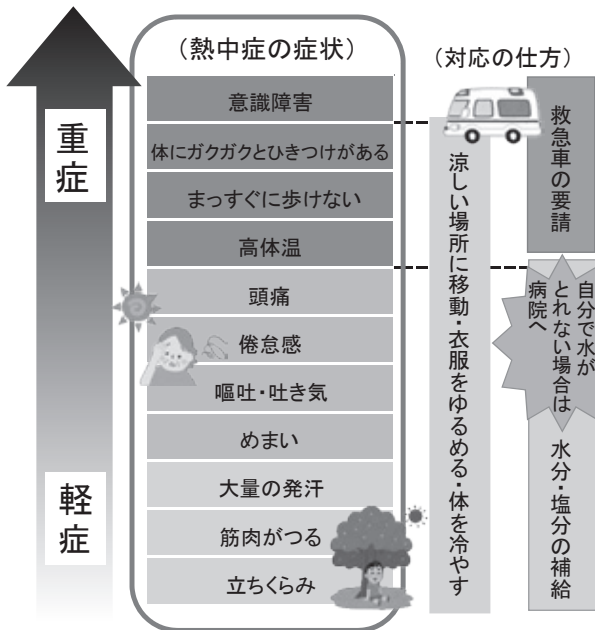 (熱中症の症状)
(対応の仕方)
重症
軽症
意識障害
体にガクガクとひきつけがある
まっすぐに歩けない
高体温
頭痛
倦怠感
嘔吐・吐き気
めまい
大量の発汗
筋肉がつる
立ちくらみ
涼しい場所に移動・衣服をゆるめる・体を冷やす
救急車の要請
自分で水が
とれない場合は
病院へ
水分・塩分の補給